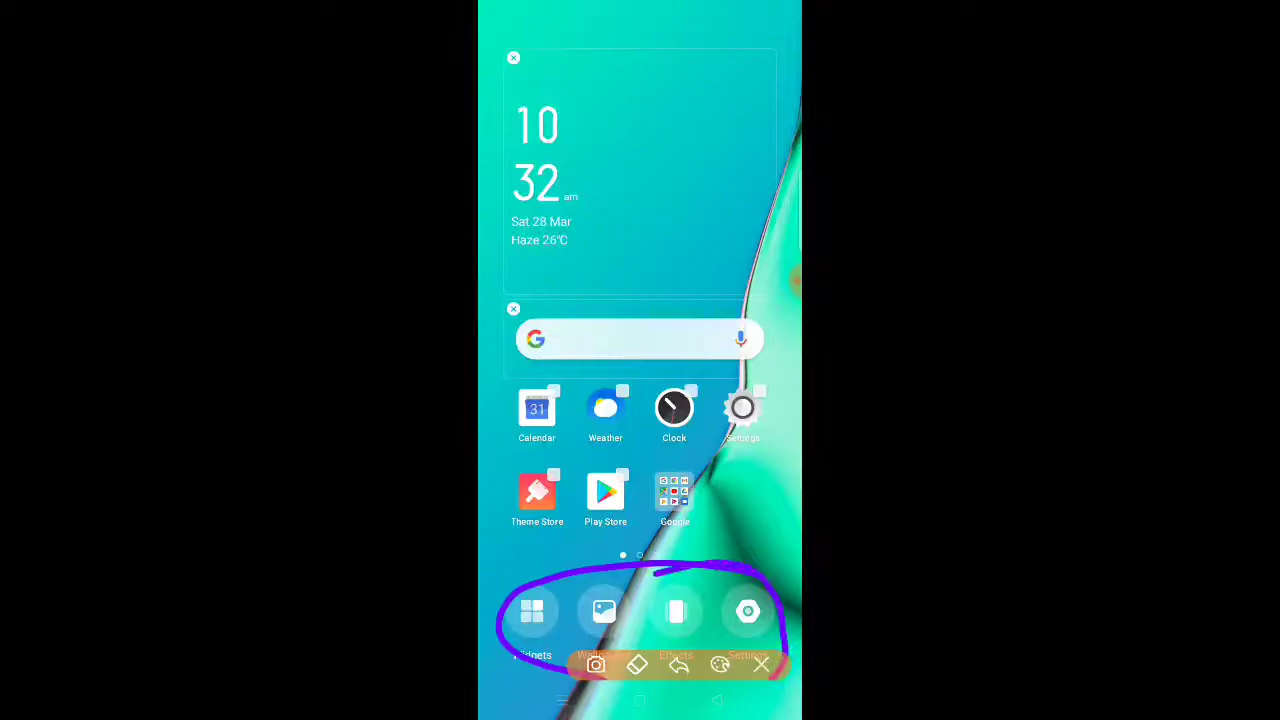 10
32 am
Sat 28 Mar
Haze 26°C
G
31
Calendar Weather Clock Settings
Theme Store Play Store Google
Widgets Effects Settings